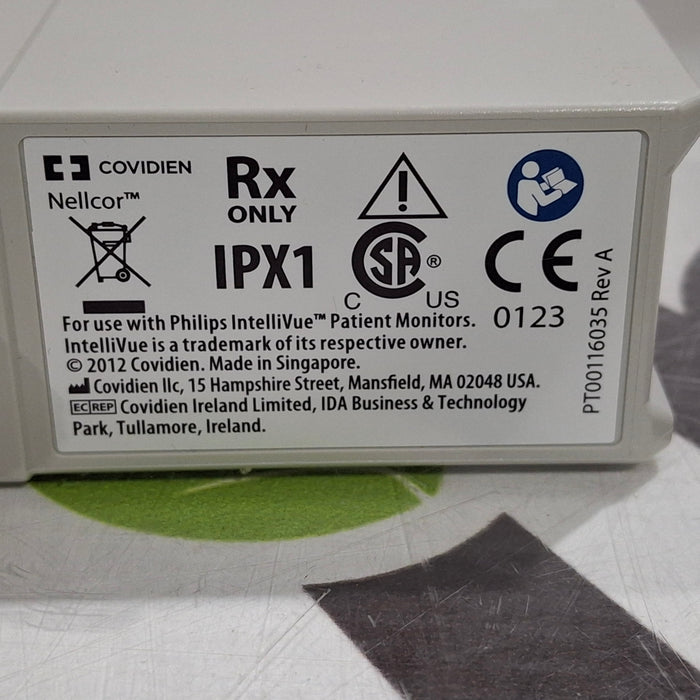 COVIDIEN
Nellcor™
Rx
ONLY
IPX1
CSA®
C US
CE
0123
For use with Philips IntelliVue™ Patient Monitors.
IntelliVue is a trademark of its respective owner.
© 2012 Covidien. Made in Singapore.
Covidien llc, 15 Hampshire Street, Mansfield, MA 02048 USA.
EC REP Covidien Ireland Limited, IDA Business & Technology
Park, Tullamore, Ireland.
PT00116035 Rev A